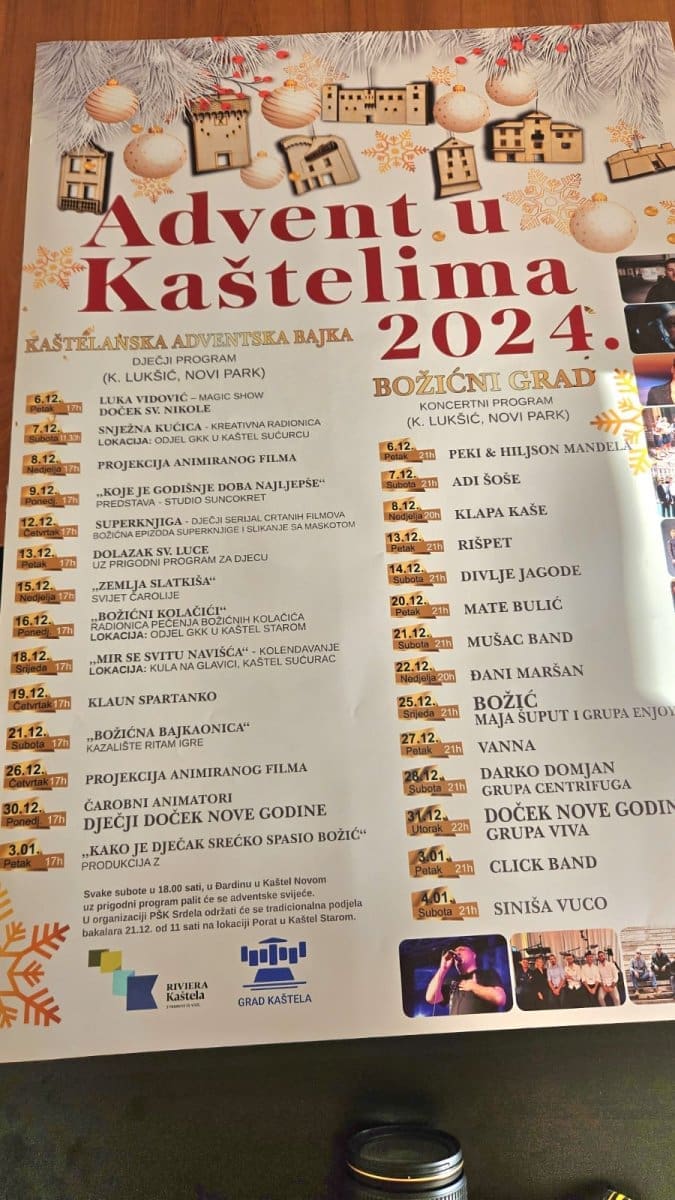 Advent u
Kaštelima
2024.
KAŠTELANSKA ADVENTSKA BAJKA
DJEČJI PROGRAM
(K. LUKŠIĆ, NOVI PARK)
6.12.
Petak 17h
LUKA VIDOVIĆ – MAGIC SHOW
DOČEK SV. NIKOLE
7.12.
Subota 11:30h
SNJEŽNA KUĆICA - KREATIVNA RADIONICA
LOKACIJA: ODJEL GKK U KAŠTEL SUĆURCU
8.12.
Nedjelja 17h
PROJEKCIJA ANIMIRANOG FILMA
9.12.
Ponedj. 17h
„KOJE JE GODIŠNJE DOBA NAJLJEPŠE“
PREDSTAVA - STUDIO SUNCOKRET
12.12.
Četvrtak 17h
SUPERKNJIGA - DJEČJI SERIJAL CRTANIH FILMOVA
BOŽIĆNA EPIZODA SUPERKNJIGE I SLIKANJE SA MASKOTOM
13.12.
Petak 17h
DOLAZAK SV. LUCE
UZ PRIGODNI PROGRAM ZA DJECU
15.12.
Nedjelja 17h
„ZEMLJA SLATKIŠA“
SVIJET ČAROLIJE
16.12.
Ponedj. 17h
„BOŽIĆNI KOLAČIĆI“
RADIONICA PEČENJA BOŽIĆNIH KOLAČIĆA
LOKACIJA: ODJEL GKK U KAŠTEL STAROM
18.12.
Srijeda 17h
„MIR SE SVITU NAVIŠĆA“ - KOLENDAVANJE
LOKACIJA: KULA NA GLAVICI, KAŠTEL SUĆURAC
19.12.
Četvrtak 17h
KLAUN SPARTANKO
21.12.
Subota 17h
„BOŽIĆNA BAJKAONICA“
KAZALIŠTE RITAM IGRE
26.12.
Četvrtak 17h
PROJEKCIJA ANIMIRANOG FILMA
30.12.
Ponedj. 17h
ČAROBNI ANIMATORI
DJEČJI DOČEK NOVE GODINE
3.01.
Petak 17h
„KAKO JE DJEČAK SREĆKO SPASIO BOŽIĆ“
PRODUKCIJA Z
Svake subote u 18.00 sati, u Đardinu u Kaštel Novom
uz prigodni program palit će se adventske svijeće.
U organizaciji PŠK Srdela održati će se tradicionalna podjela
bakalara 21.12. od 11 sati na lokaciji Porat u Kaštel Starom.
RIVIERA
Kaštela
GRAD KAŠTELA
BOŽIĆNI GRAD
KONCERTNI PROGRAM
(K. LUKŠIĆ, NOVI PARK)
6.12.
Petak 21h
PEKI & HILJSON MANDELA
7.12.
Subota 21h
ADI ŠOŠE
8.12.
Nedjelja 20h
KLAPA KAŠE
13.12.
Petak 21h
RIŠPET
14.12.
Subota 21h
DIVLJE JAGODE
20.12.
Petak 21h
MATE BULIĆ
21.12.
Subota 21h
MUŠAC BAND
22.12.
Nedjelja 20h
ĐANI MARŠAN
25.12.
Srijeda 21h
BOŽIĆ
MAJA ŠUPUT I GRUPA ENJOY
27.12.
Petak 21h
VANNA
28.12.
Subota 21h
DARKO DOMJAN
GRUPA CENTRIFUGA
31.12.
Utorak 22h
DOČEK NOVE GODIN
GRUPA VIVA
3.01.
Petak 21h
CLICK BAND
4.01.
Subota 21h
SINIŠA VUCO